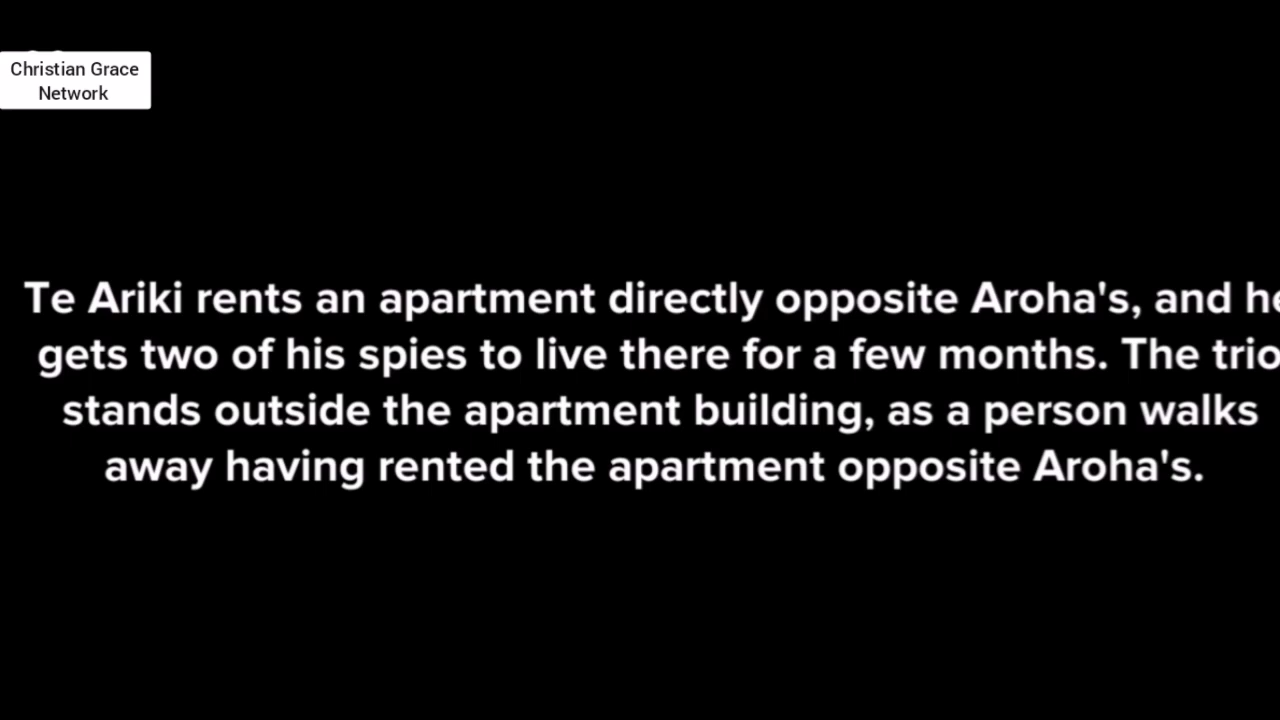 Christian Grace
Network
Te Ariki rents an apartment directly opposite Aroha's, and he
gets two of his spies to live there for a few months. The trio
stands outside the apartment building, as a person walks
away having rented the apartment opposite Aroha's.